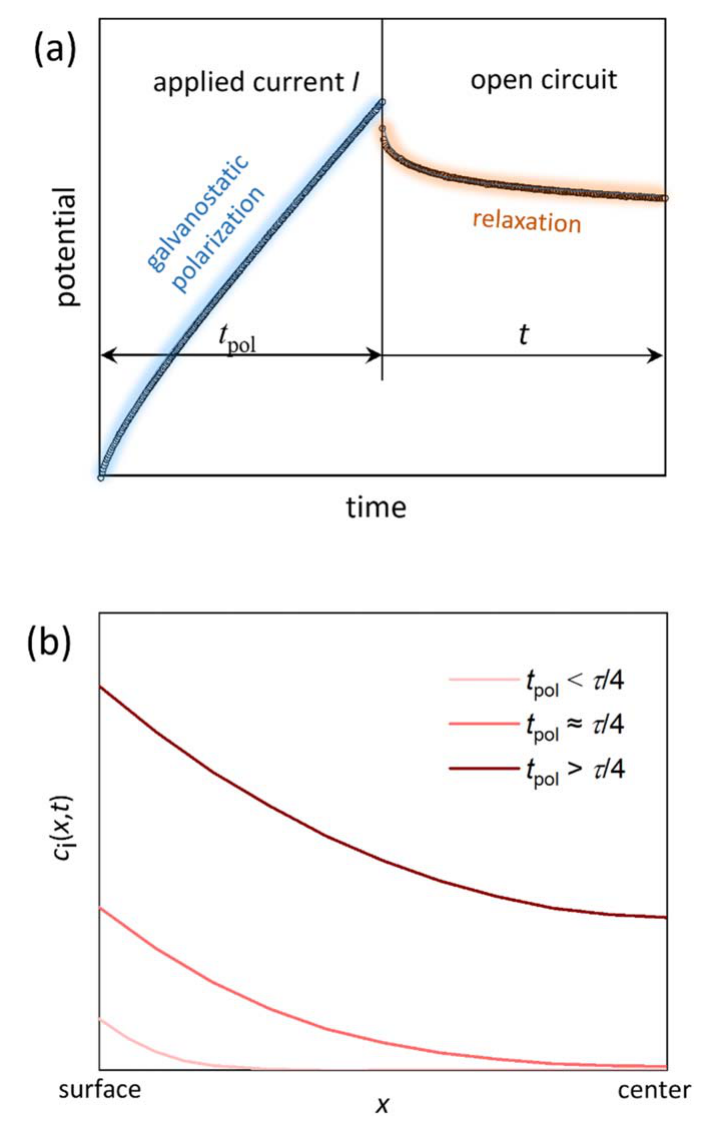 (a)
applied current I
open circuit
galvanostatic
polarization
relaxation
potential
tpol
t
time
(b)
tpol < τ/4
tpol ≈ τ/4
tpol > τ/4
ci(x,t)
surface
center
x